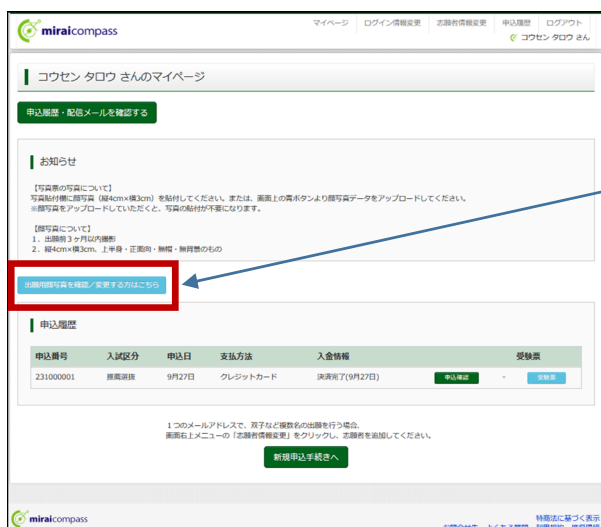 miraicompass
マイページ ログイン情報変更 志願者情報変更 申込履歴 ログアウト
コウセン タロウ さん
コウセン タロウ さんのマイページ
申込履歴・配信メールを確認する
お知らせ
【写真票の写真について】
写真貼付欄に顔写真（縦4cm×横3cm）を貼付してください。または、画面上の青ボタンより顔写真データをアップロードしてください。
※顔写真をアップロードしていただくと、写真の貼付が不要になります。
【顔写真について】
1．出願前３ヶ月以内撮影
2．縦4cm×横3cm、上半身・正面向・無帽・無背景のもの
出願用顔写真を確認／変更する方はこちら
申込履歴
申込番号 入試区分 申込日 支払方法 入金情報 受験票
231000001 推薦選抜 9月27日 クレジットカード 決済完了(9月27日) 申込確認 - 受験票
１つのメールアドレスで、双子など複数名の出願を行う場合、
画面右上メニューの「志願者情報変更」をクリックし、志願者を追加してください。
新規申込手続きへ
miraicompass
特商法に基づく表示